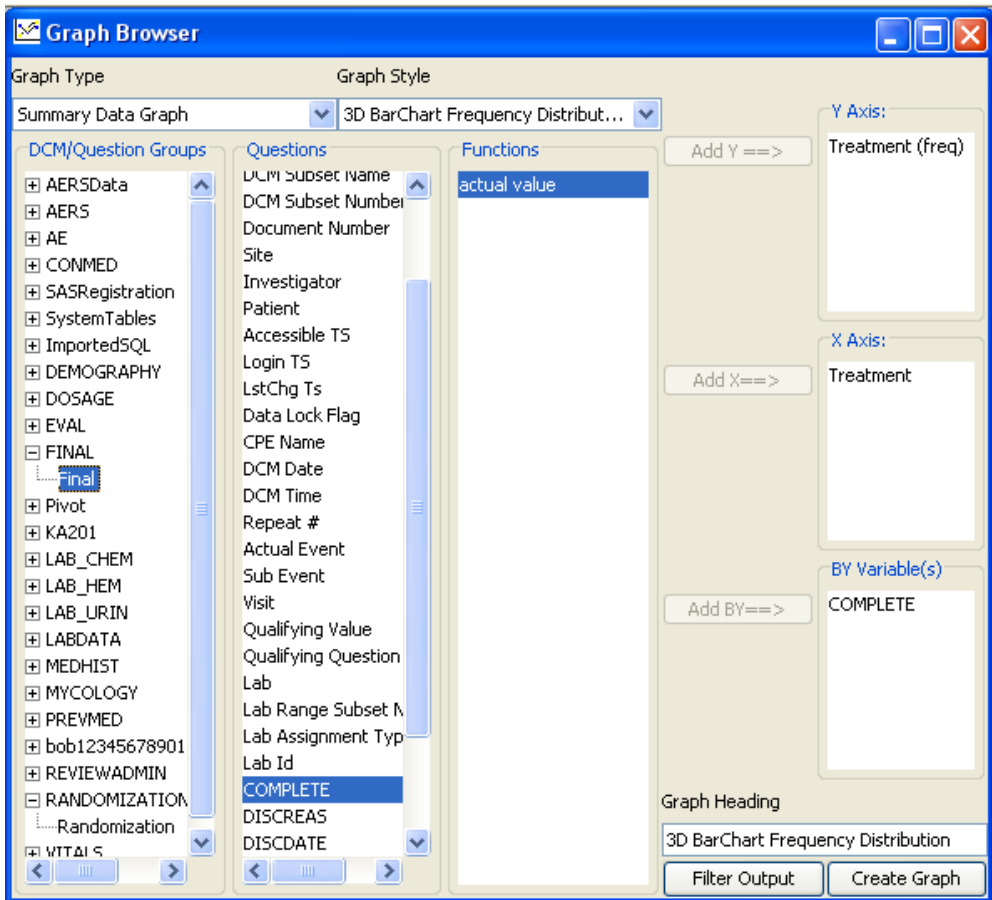 Graph Browser
Graph Type
Graph Style
Summary Data Graph
3D BarChart Frequency Distribut...
DCM/Question Groups
AERSData
AERS
AE
CONMED
SASRegistration
SystemTables
ImportedSQL
DEMOGRAPHY
DOSAGE
EVAL
FINAL
Final
Pivot
KA201
LAB_CHEM
LAB_HEM
LAB_URIN
LABDATA
MEDHIST
MYCOLOGY
PREVMED
bob12345678901
REVIEWADMIN
RANDOMIZATION
Randomization
VITALS
Questions
DCM Subset Name
DCM Subset Number
Document Number
Site
Investigator
Patient
Accessible TS
Login TS
LstChg Ts
Data Lock Flag
CPE Name
DCM Date
DCM Time
Repeat #
Actual Event
Sub Event
Visit
Qualifying Value
Qualifying Question
Lab
Lab Range Subset N
Lab Assignment Typ
Lab Id
COMPLETE
DISCREAS
DISCDATE
Functions
actual value
Add Y ==>
Y Axis:
Treatment (freq)
Add X==>
X Axis:
Treatment
Add BY==>
BY Variable(s)
COMPLETE
Graph Heading
3D BarChart Frequency Distribution
Filter Output
Create Graph